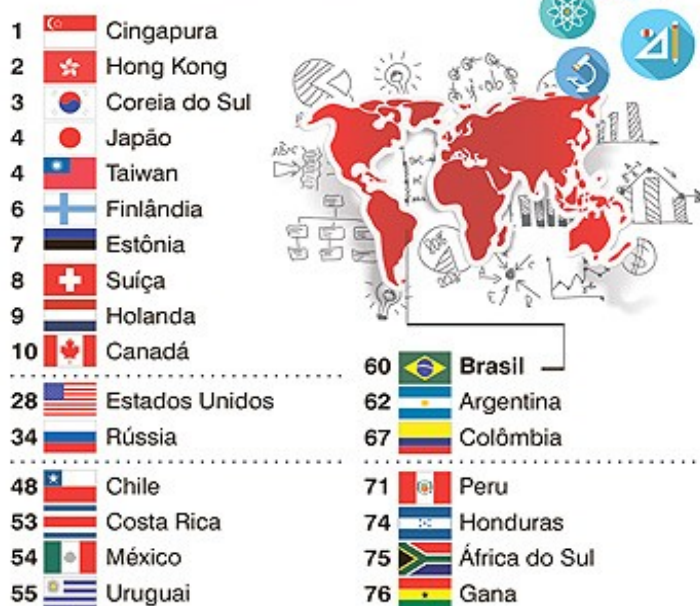 1 Cingapura
2 Hong Kong
3 Coreia do Sul
4 Japão
4 Taiwan
6 Finlândia
7 Estônia
8 Suíça
9 Holanda
10 Canadá
28 Estados Unidos
34 Rússia
48 Chile
53 Costa Rica
54 México
55 Uruguai
60 Brasil
62 Argentina
67 Colômbia
71 Peru
74 Honduras
75 África do Sul
76 Gana